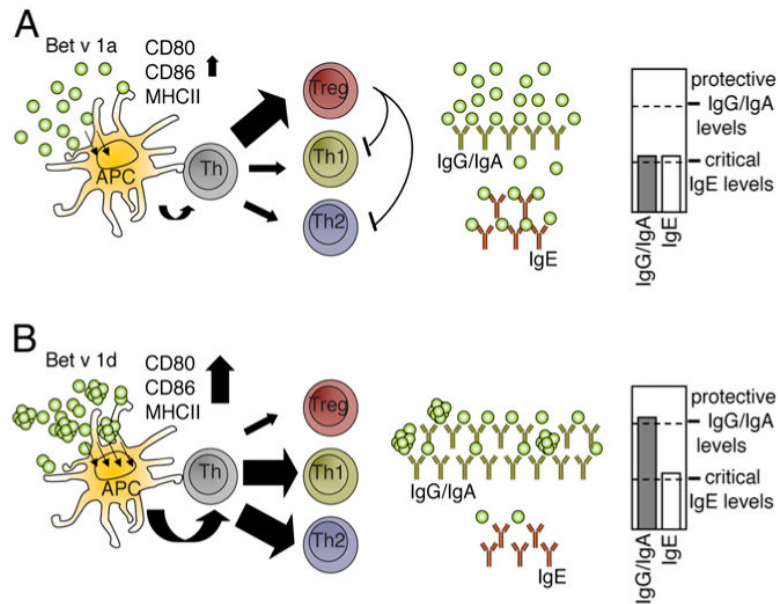 A
Bet v 1a
CD80
CD86
MHCII
APC
Th
Treg
Th1
Th2
IgG/IgA
IgE
protective
IgG/IgA
levels
critical
IgE levels
IgG/IgA
IgE
B
Bet v 1d
CD80
CD86
MHCII
APC
Th
Treg
Th1
Th2
IgG/IgA
IgE
protective
IgG/IgA
levels
critical
IgE levels
IgG/IgA
IgE